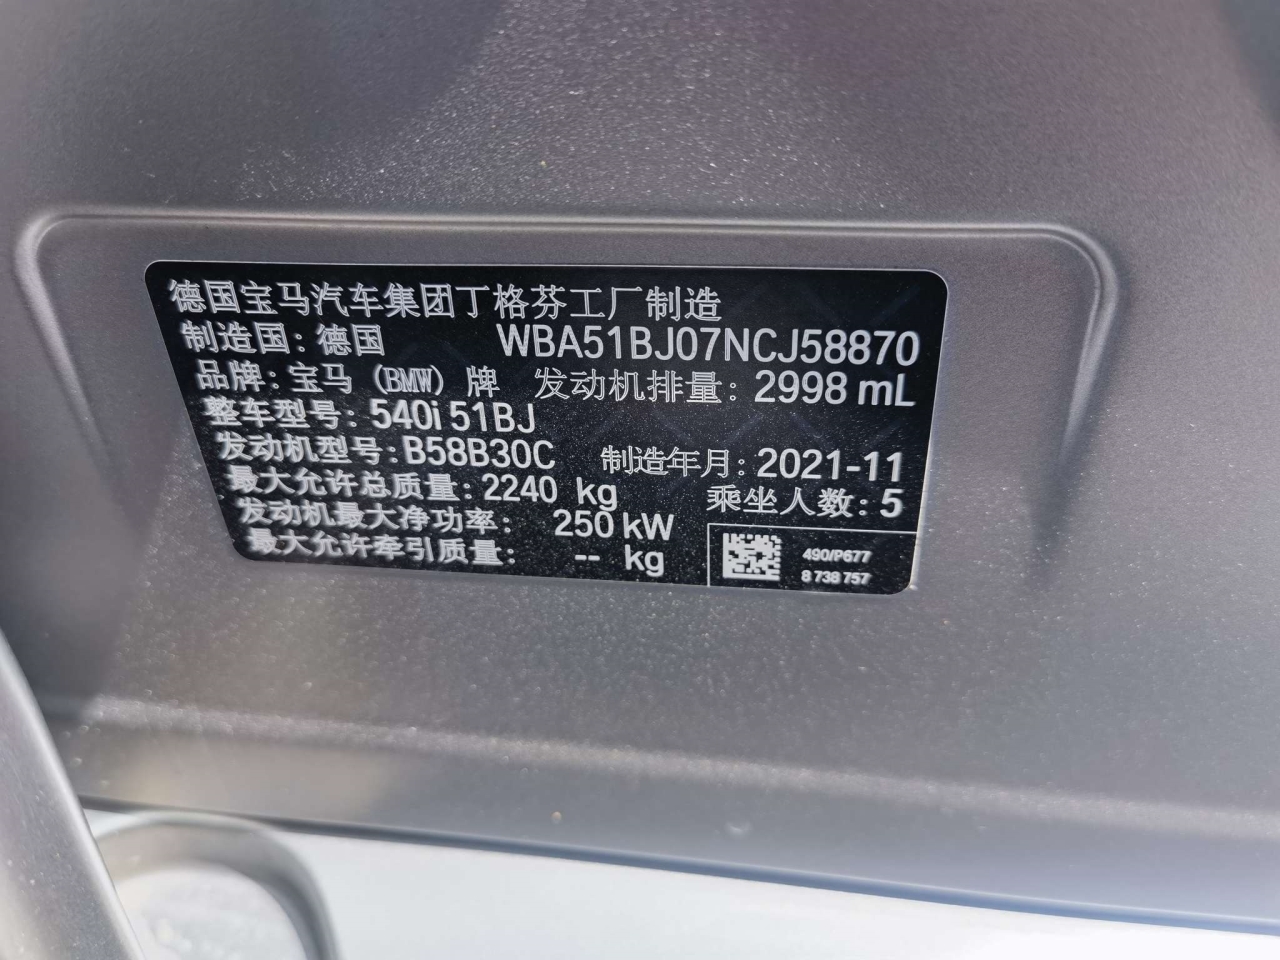 德国宝马汽车集团丁格芬工厂制造
制造国: 德国 WBA51BJ07NCJ58870
品牌: 宝马 (BMW) 牌 发动机排量: 2998 mL
整车型号: 540i 51BJ
发动机型号: B58B30C 制造年月: 2021-11
最大允许总质量: 2240 kg 乘坐人数: 5
发动机最大净功率: 250 kW
最大允许牵引质量: -- kg
490/P677
8 738 757